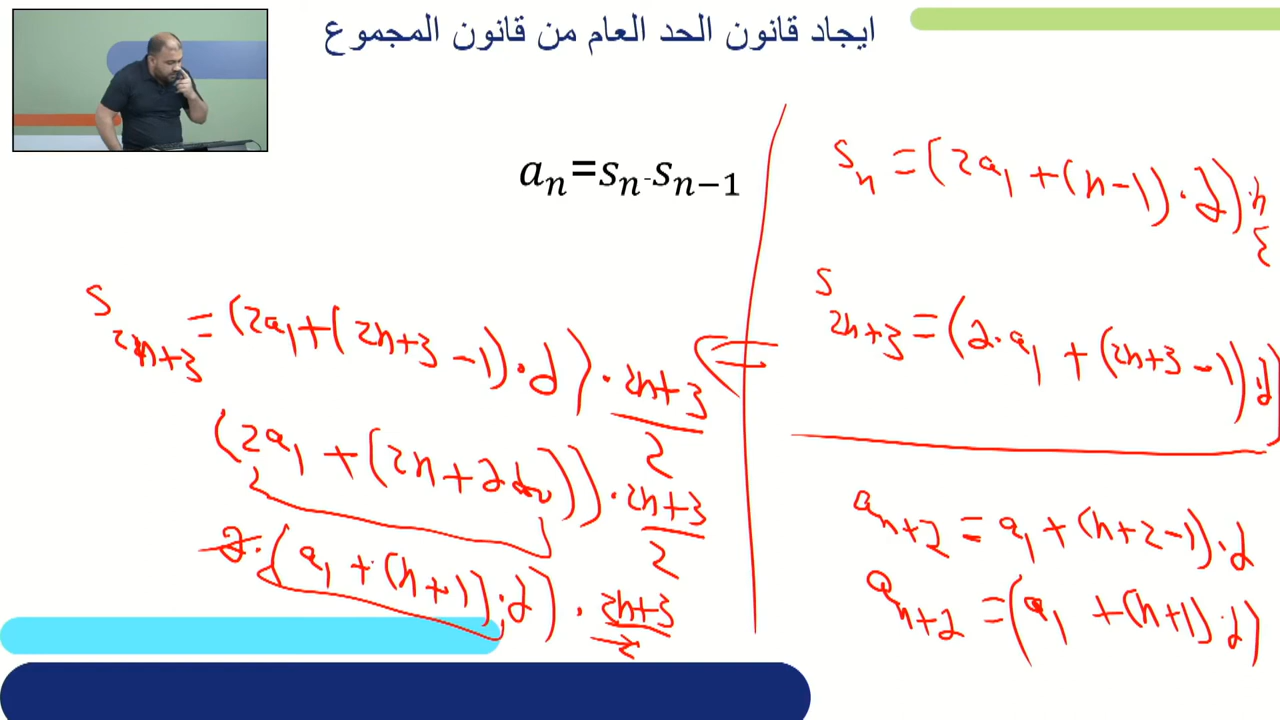 ايجاد قانون الحد العام من قانون المجموع
aₙ=sₙ-sₙ₋₁
Sₙ = (2a₁ + (n-1)·d)·n/2
S₂ₙ₊₃ = (2·a₁ + (2n+3-1)·d)
aₙ₊₂ = a₁ + (n+2-1)·d
aₙ₊₂ = (a₁ + (n+1)·d)
S₂ₙ₊₃ = (2a₁ + (2n+3-1)·d)·(2n+3)/2
(2a₁ + (2n+2d))·(2n+3)/2
2·(a₁ + (n+1)·d)·(2n+3)/2